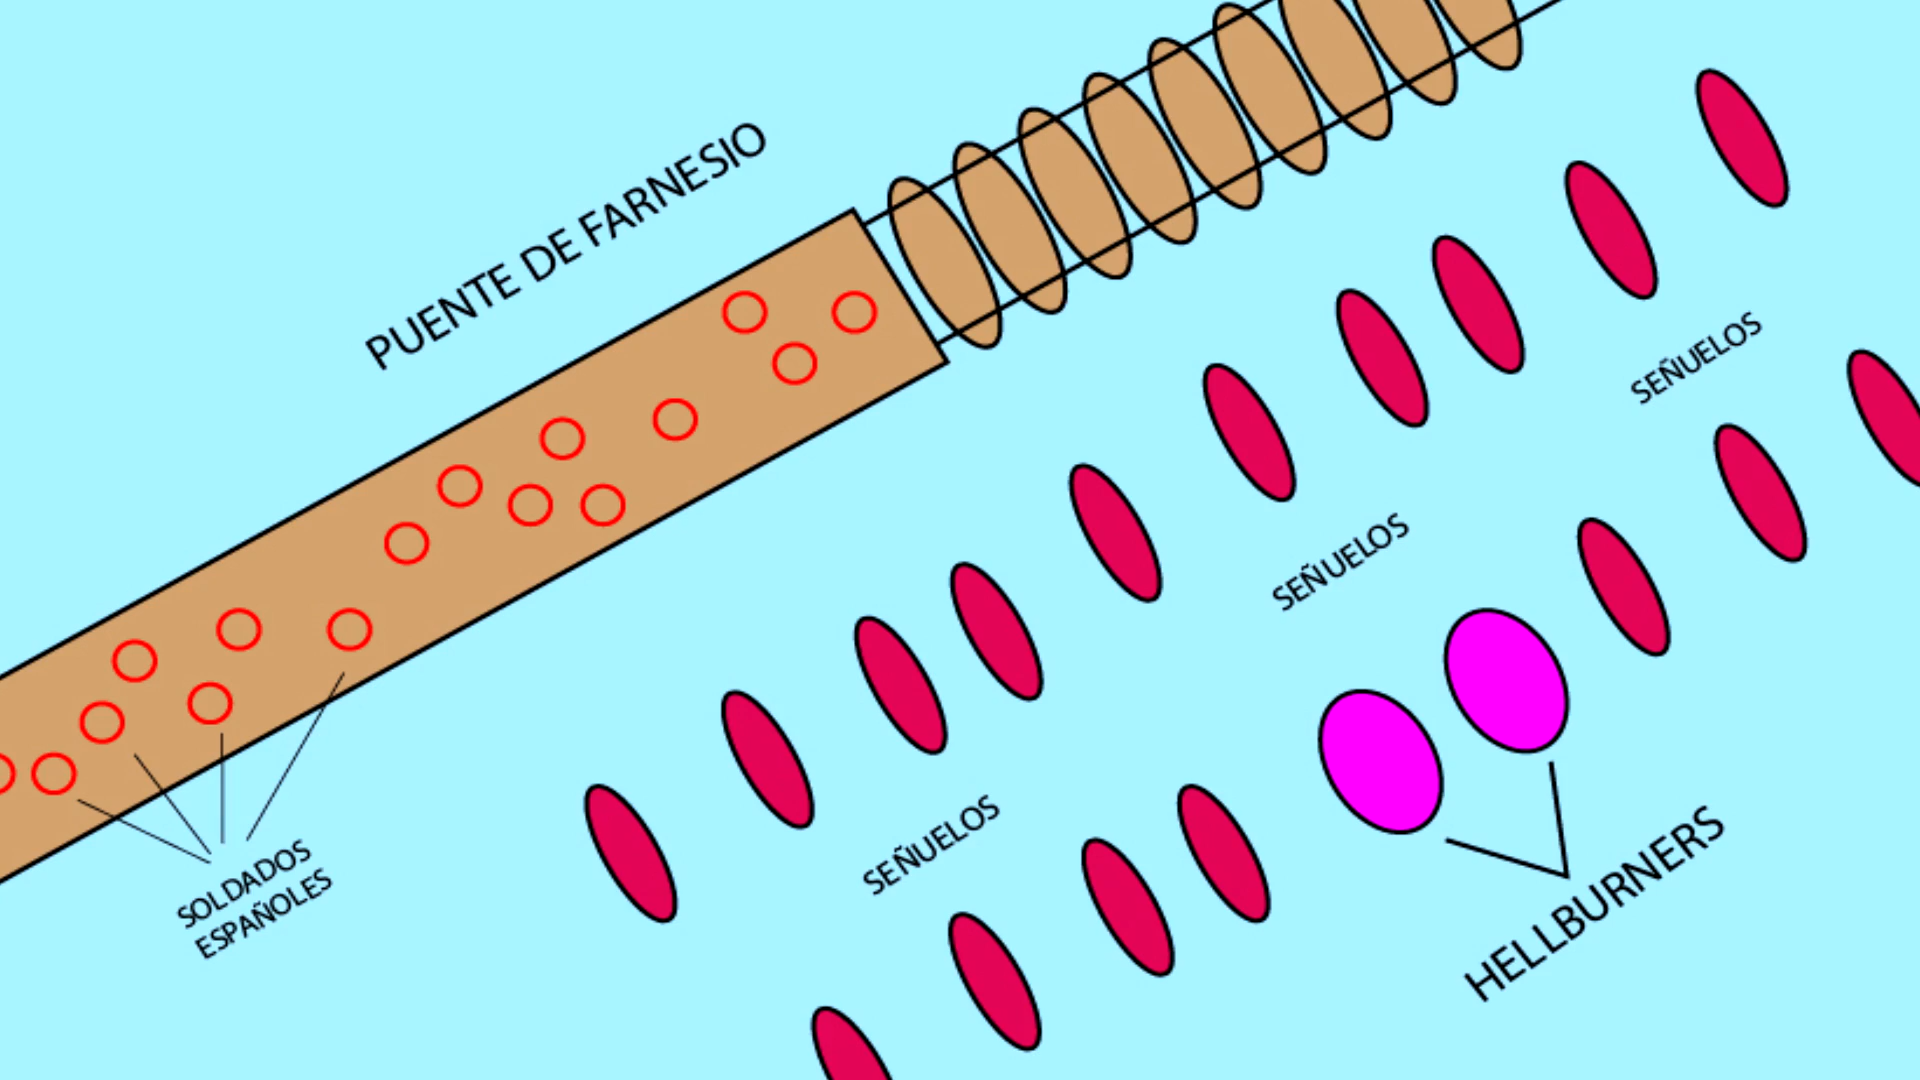 PUENTE DE FARNESIO
SEÑUELOS
SEÑUELOS
SEÑUELOS
SOLDADOS
ESPAÑOLES
HELLBURNERS